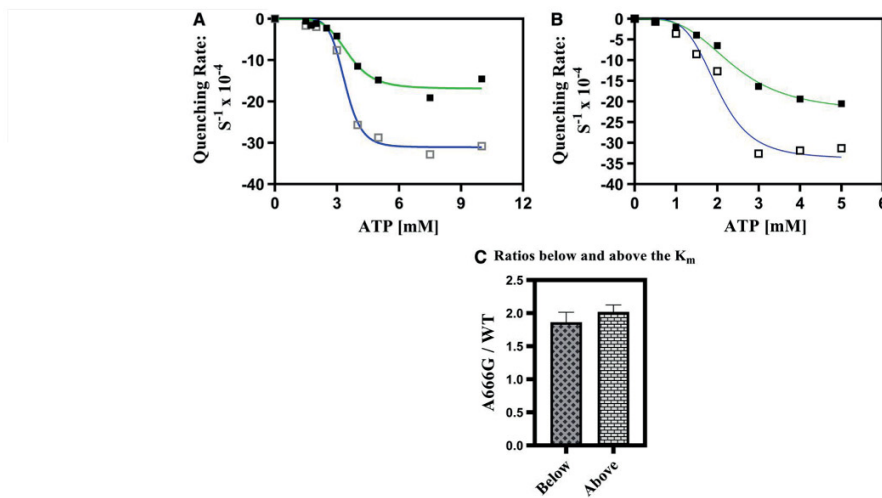 A
B
Quenching Rate:
S⁻¹ x 10⁻⁴
0
-10
-20
-30
-40
0
3
6
9
12
ATP [mM]
Quenching Rate:
S⁻¹ x 10⁻⁴
0
-5
-10
-15
-20
-25
-30
-35
-40
0
1
2
3
4
5
6
ATP [mM]
C Ratios below and above the Kₘ
A666G / WT
2.5
2.0
1.5
1.0
0.5
0.0
Below
Above